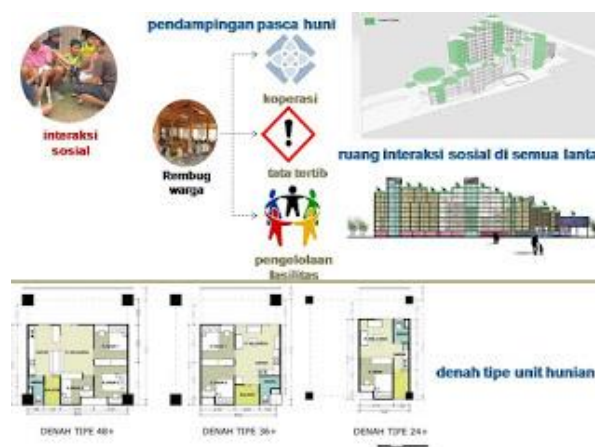 pendampingan pasca huni
interaksi
sosial
Rembug
warga
koperasi
tata tertib
pengelolaan
fasilitas
ruang interaksi sosial di semua lanta
denah tipe unit hunian
DENAH TIPE 48+
DENAH TIPE 36+
DENAH TIPE 24+